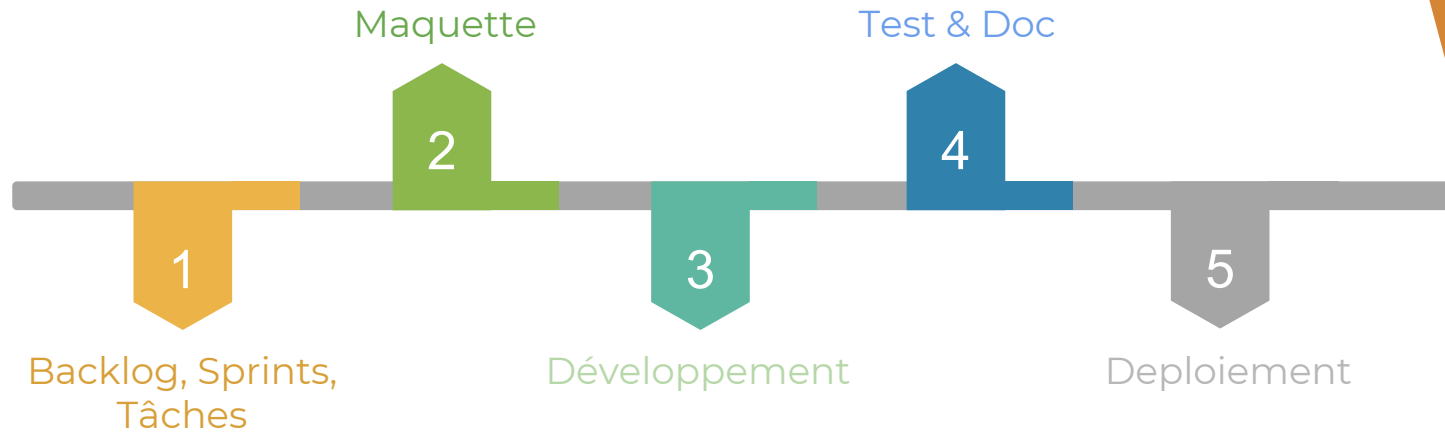 Maquette
Test & Doc
2
4
1
3
5
Backlog, Sprints,
Tâches
Développement
Deploiement